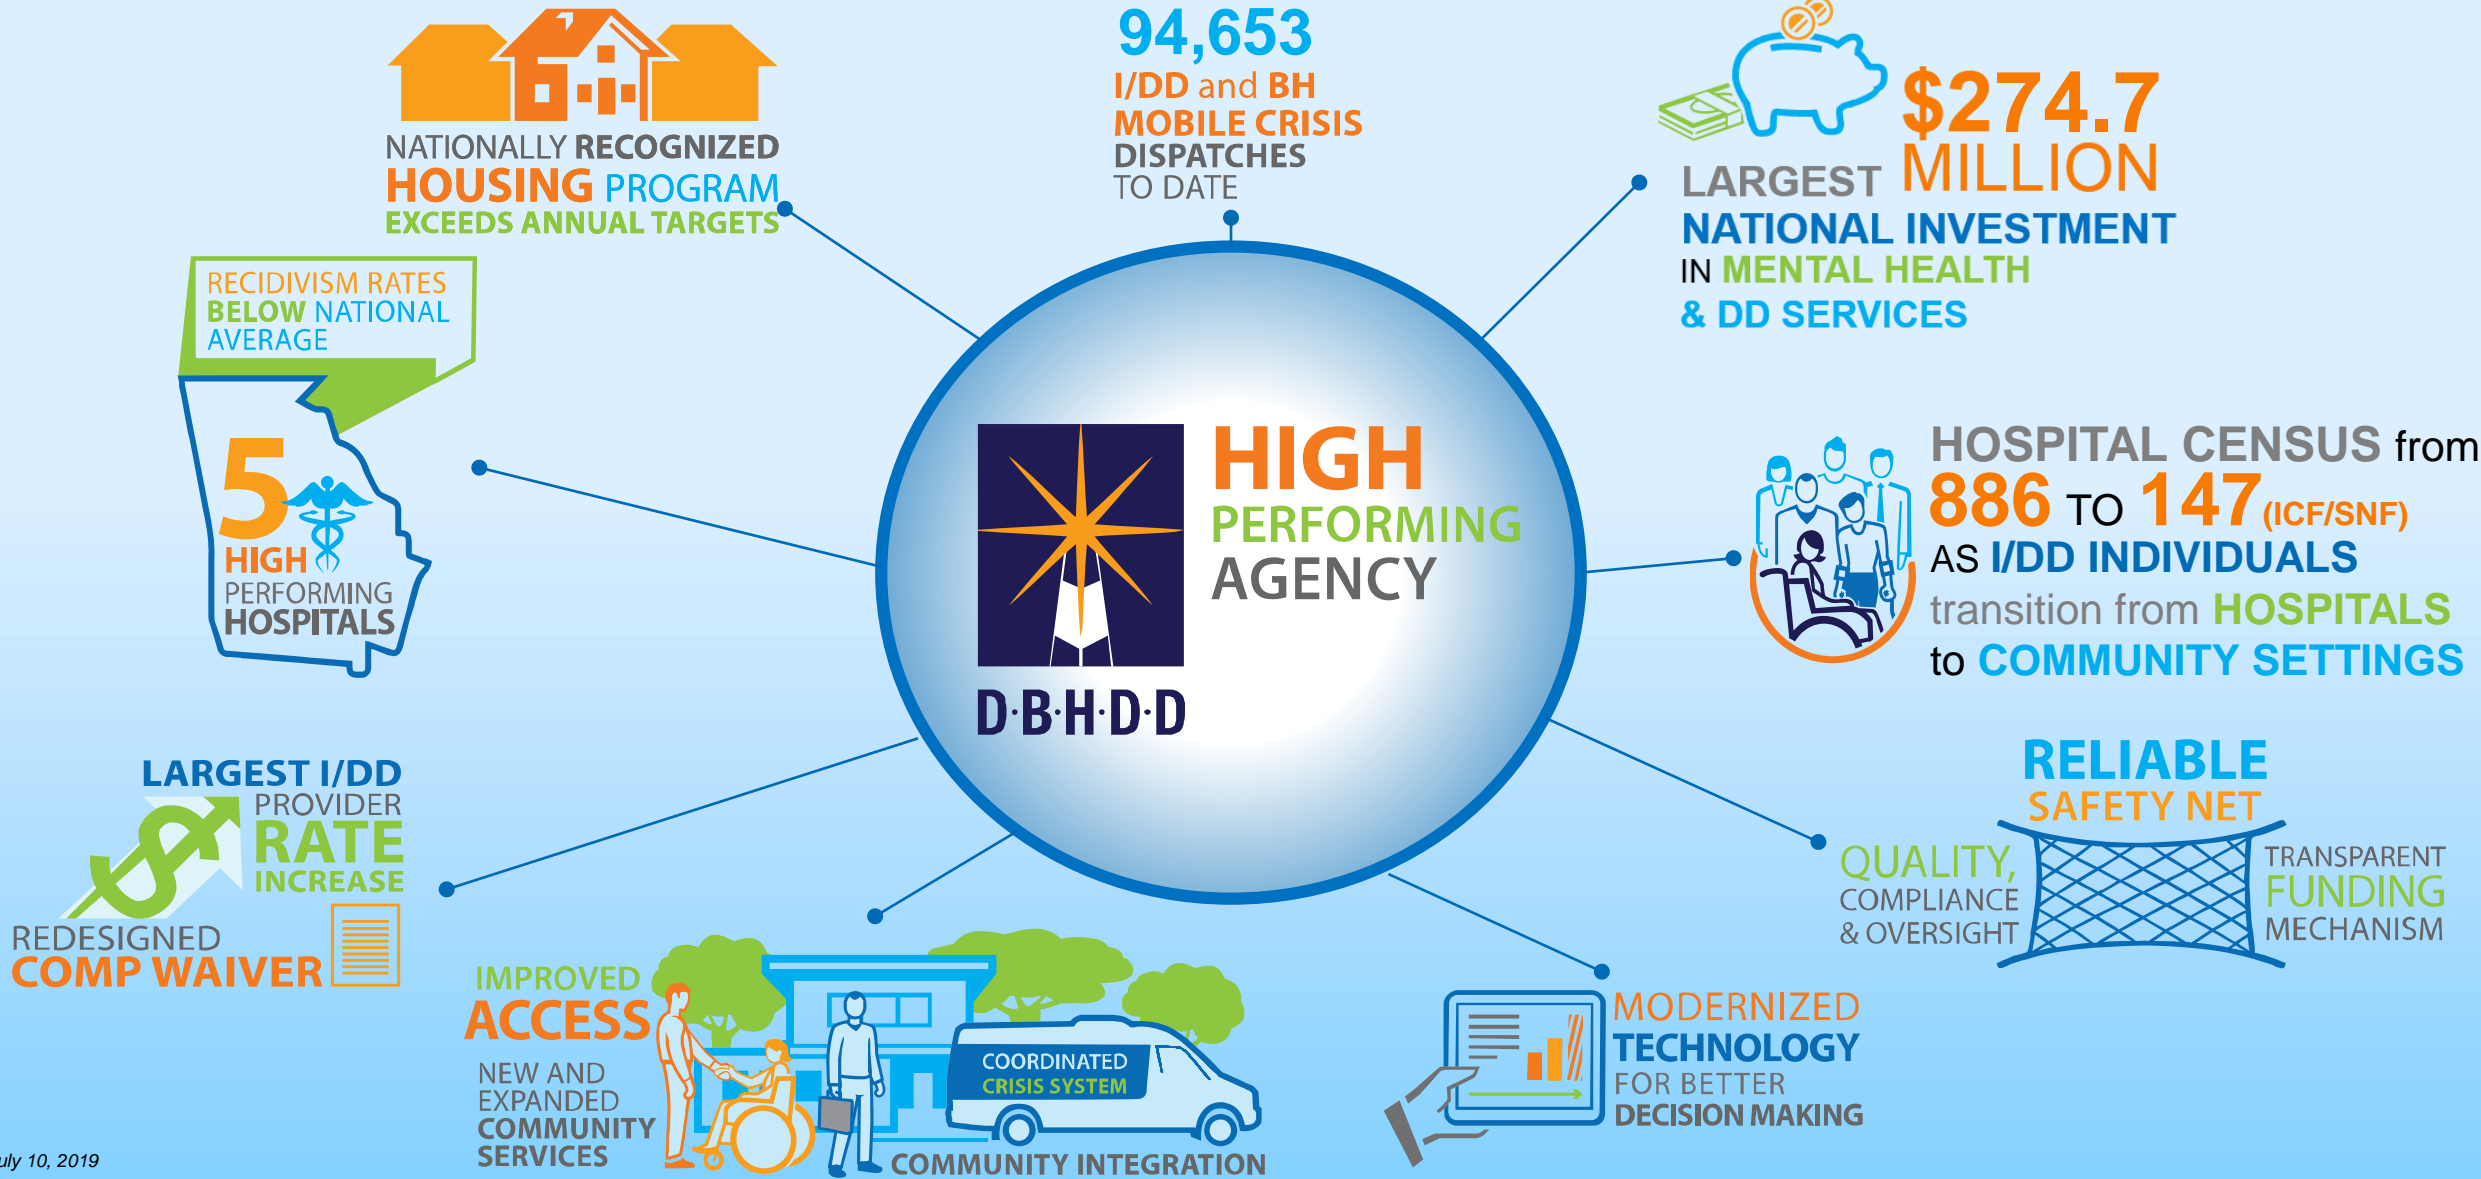 NATIONALLY RECOGNIZED
HOUSING PROGRAM
EXCEEDS ANNUAL TARGETS
94,653
I/DD and BH
MOBILE CRISIS
DISPATCHES
TO DATE
$274.7
MILLION
LARGEST
NATIONAL INVESTMENT
IN MENTAL HEALTH
& DD SERVICES
RECIDIVISM RATES
BELOW NATIONAL
AVERAGE
5
HIGH
PERFORMING
HOSPITALS
HIGH
PERFORMING
AGENCY
D·B·H·D·D
HOSPITAL CENSUS from
886 TO 147 (ICF/SNF)
AS I/DD INDIVIDUALS
transition from HOSPITALS
to COMMUNITY SETTINGS
LARGEST I/DD
PROVIDER
RATE
INCREASE
REDESIGNED
COMP WAIVER
RELIABLE
SAFETY NET
QUALITY,
COMPLIANCE
& OVERSIGHT
TRANSPARENT
FUNDING
MECHANISM
IMPROVED
ACCESS
NEW AND
EXPANDED
COMMUNITY
SERVICES
COORDINATED
CRISIS SYSTEM
COMMUNITY INTEGRATION
MODERNIZED
TECHNOLOGY
FOR BETTER
DECISION MAKING
uly 10, 2019